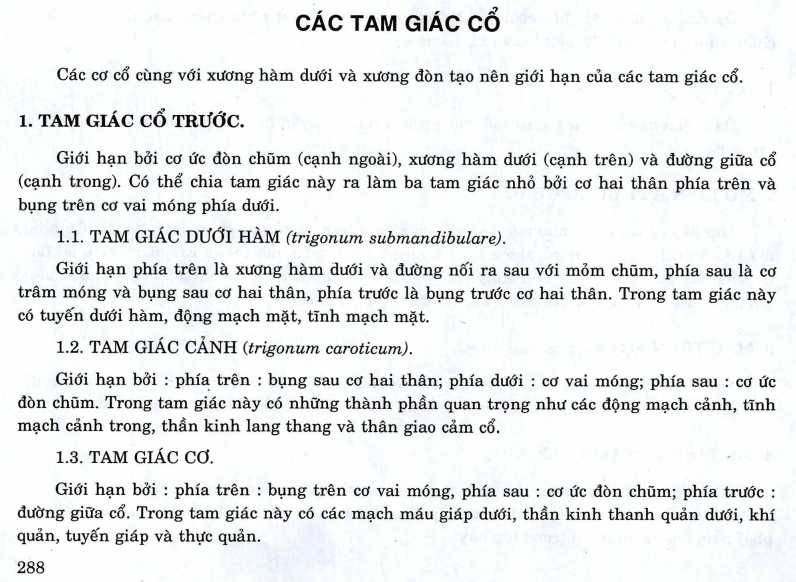 CÁC TAM GIÁC CỔ
Các cơ cổ cùng với xương hàm dưới và xương đòn tạo nên giới hạn của các tam giác cổ.
1. TAM GIÁC CỔ TRƯỚC.
Giới hạn bởi cơ ức đòn chũm (cạnh ngoài), xương hàm dưới (cạnh trên) và đường giữa cổ
(cạnh trong). Có thể chia tam giác này ra làm ba tam giác nhỏ bởi cơ hai thân phía trên và
bụng trên cơ vai móng phía dưới.
1.1. TAM GIÁC DƯỚI HÀM (trigonum submandibulare).
Giới hạn phía trên là xương hàm dưới và đường nối ra sau với mỏm chũm, phía sau là cơ
trâm móng và bụng sau cơ hai thân, phía trước là bụng trước cơ hai thân. Trong tam giác này
có tuyến dưới hàm, động mạch mặt, tĩnh mạch mặt.
1.2. TAM GIÁC CẢNH (trigonum caroticum).
Giới hạn bởi : phía trên : bụng sau cơ hai thân; phía dưới : cơ vai móng; phía sau : cơ ức
đòn chũm. Trong tam giác này có những thành phần quan trọng như các động mạch cảnh, tĩnh
mạch cảnh trong, thần kinh lang thang và thân giao cảm cổ.
1.3. TAM GIÁC CƠ.
Giới hạn bởi : phía trên : bụng trên cơ vai móng, phía sau : cơ ức đòn chũm; phía trước :
đường giữa cổ. Trong tam giác này có các mạch máu giáp dưới, thần kinh thanh quản dưới, khí
quản, tuyến giáp và thực quản.
288